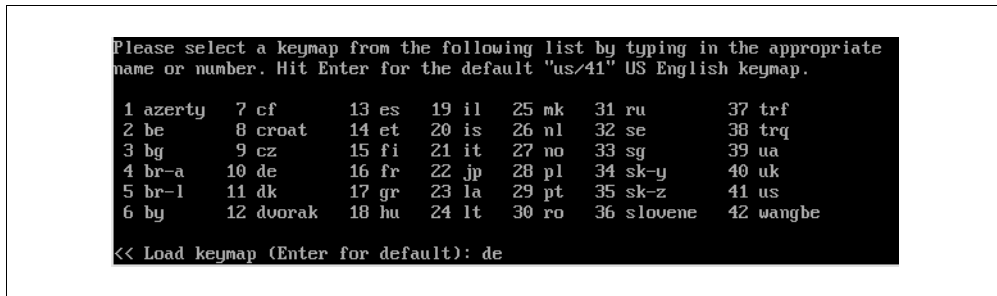 Please select a keymap from the following list by typing in the appropriate
name or number. Hit Enter for the default "us/41" US English keymap.
1 azerty 7 cf 13 es 19 il 25 mk 31 ru 37 trf
2 be 8 croat 14 et 20 is 26 nl 32 se 38 trq
3 bg 9 cz 15 fi 21 it 27 no 33 sg 39 ua
4 br-a 10 de 16 fr 22 jp 28 pl 34 sk-y 40 uk
5 br-l 11 dk 17 gr 23 la 29 pt 35 sk-z 41 us
6 by 12 dvorak 18 hu 24 lt 30 ro 36 slovene 42 wangbe
<< Load keymap (Enter for default): de